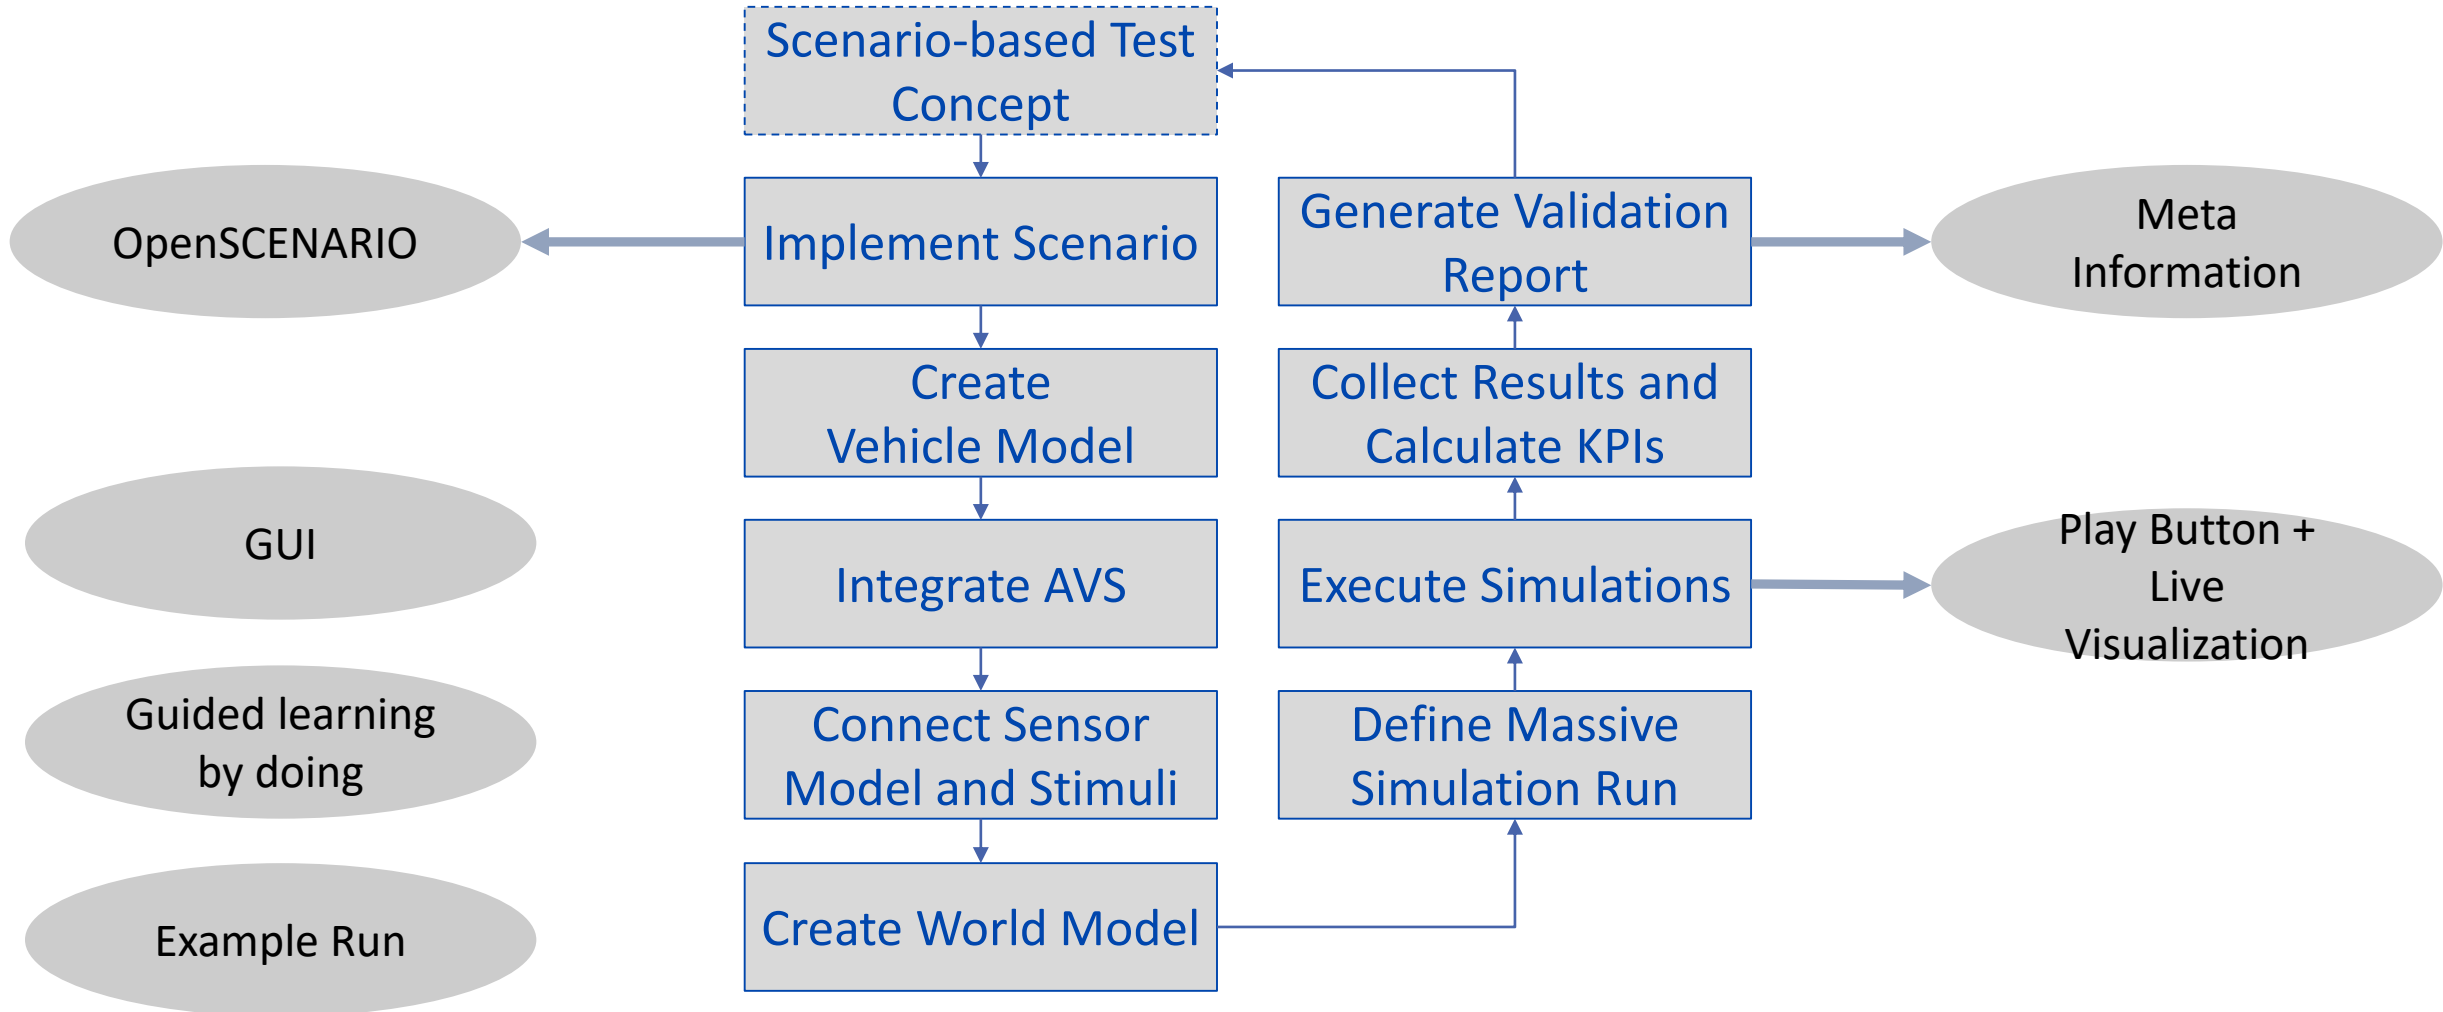 Scenario-based Test
Concept
OpenSCENARIO
Implement Scenario
Generate Validation
Report
Meta
Information
Create
Vehicle Model
Collect Results and
Calculate KPIs
GUI
Integrate AVS
Execute Simulations
Play Button +
Live
Visualization
Guided learning
by doing
Connect Sensor
Model and Stimuli
Define Massive
Simulation Run
Example Run
Create World Model